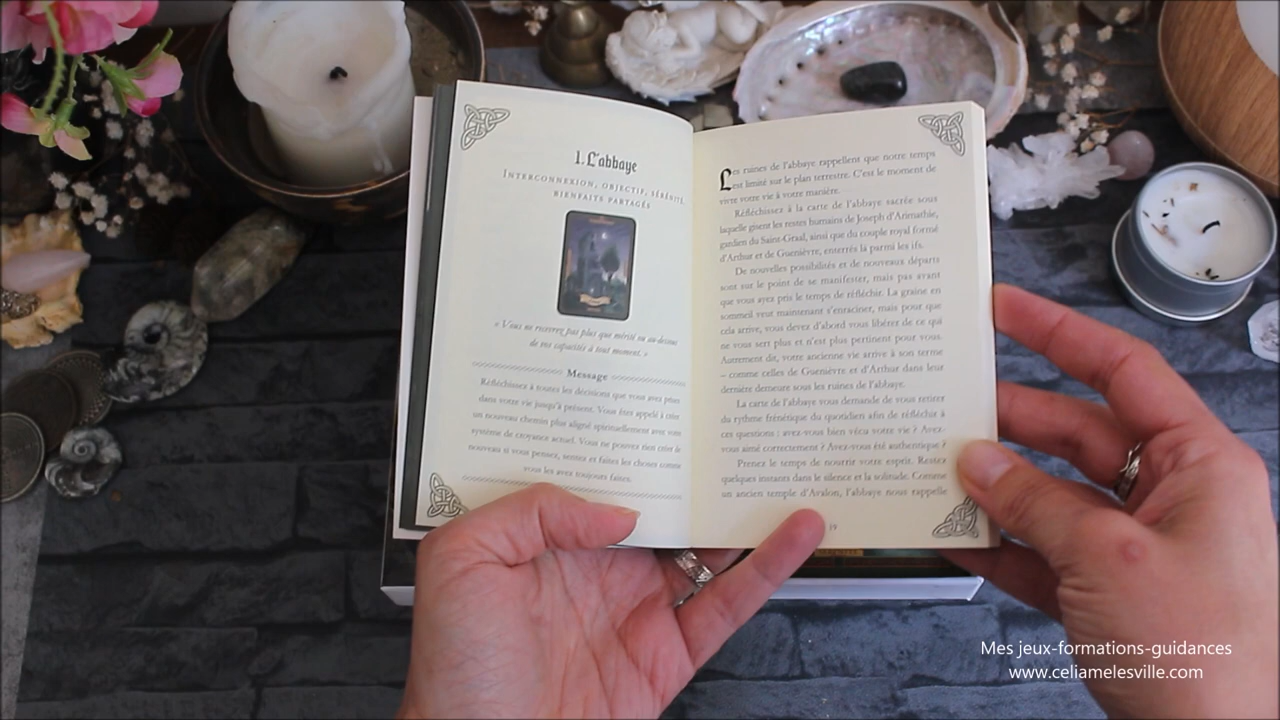 1. L'abbaye
Interconnexion, objectif, sérénité,
bienfaits partagés
« Vous ne recevrez pas plus que mérité ou au-dessus
de vos capacités à tout moment. »
Message
Réfléchissez à toutes les décisions que vous avez prises
dans votre vie jusqu'à présent. Vous êtes appelé à créer
un nouveau chemin plus aligné spirituellement avec votre
système de croyance actuel. Vous ne pouvez rien créer de
nouveau si vous pensez, sentez et faites les choses comme
vous les avez toujours faites.
Les ruines de l'abbaye rappellent que notre temps
est limité sur le plan terrestre. C'est le moment de
vivre votre vie à votre manière.
Réfléchissez à la carte de l'abbaye sacrée sous
laquelle gisent les restes humains de Joseph d'Arimathie,
gardien du Saint-Graal, ainsi que du couple royal formé
d'Arthur et de Guenièvre, enterrés là parmi les ifs.
De nouvelles possibilités et de nouveaux départs
sont sur le point de se manifester, mais pas avant
que vous ayez pris le temps de réfléchir. La graine en
sommeil veut maintenant s'enraciner, mais pour que
cela arrive, vous devez d'abord vous libérer de ce qui
ne vous sert plus et n'est plus pertinent pour vous.
Autrement dit, votre ancienne vie arrive à son terme
– comme celles de Guenièvre et d'Arthur dans leur
dernière demeure sous les ruines de l'abbaye.
La carte de l'abbaye vous demande de vous retirer
du rythme frénétique du quotidien afin de réfléchir à
ces questions : avez-vous bien vécu votre vie ? Avez-
vous aimé correctement ? Avez-vous été authentique ?
Prenez le temps de nourrir votre esprit. Restez
quelques instants dans le silence et la solitude. Comme
un ancien temple d'Avalon, l'abbaye nous rappelle
19
Mes jeux-formations-guidances
www.celiamelesville.com